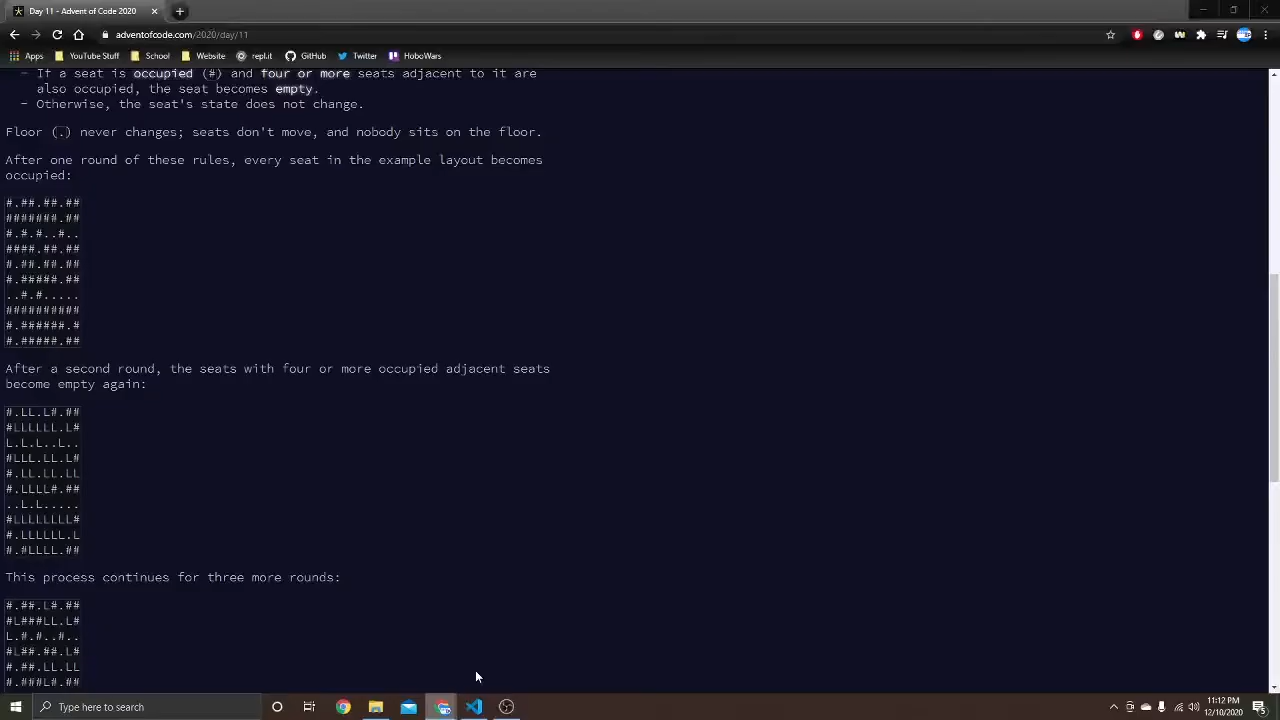 Day 11 - Advent of Code 2020
adventofcode.com/2020/day/11
Apps YouTube Stuff School Website repl.it GitHub Twitter HoboWars
- If a seat is occupied (#) and four or more seats adjacent to it are
also occupied, the seat becomes empty.
- Otherwise, the seat's state does not change.
Floor (.) never changes; seats don't move, and nobody sits on the floor.
After one round of these rules, every seat in the example layout becomes
occupied:
#.##.##.##
#######.##
#.#.#..#..
####.##.##
#.##.##.##
#.#####.##
..#.#.....
##########
#.######.#
#.#####.##
After a second round, the seats with four or more occupied adjacent seats
become empty again:
#.LL.L#.##
#LLLLLL.L#
L.L.L..L..
#LLL.LL.L#
#.LL.LL.LL
#.LLLL#.##
..L.L.....
#LLLLLLLL#
#.LLLLLL.L
#.#LLLL.##
This process continues for three more rounds:
#.##.L#.##
#L###LL.L#
L.#.#..#..
#L##.##.L#
#.##.LL.LL
#.###L#.##
Type here to search
11:12 PM
12/10/2020